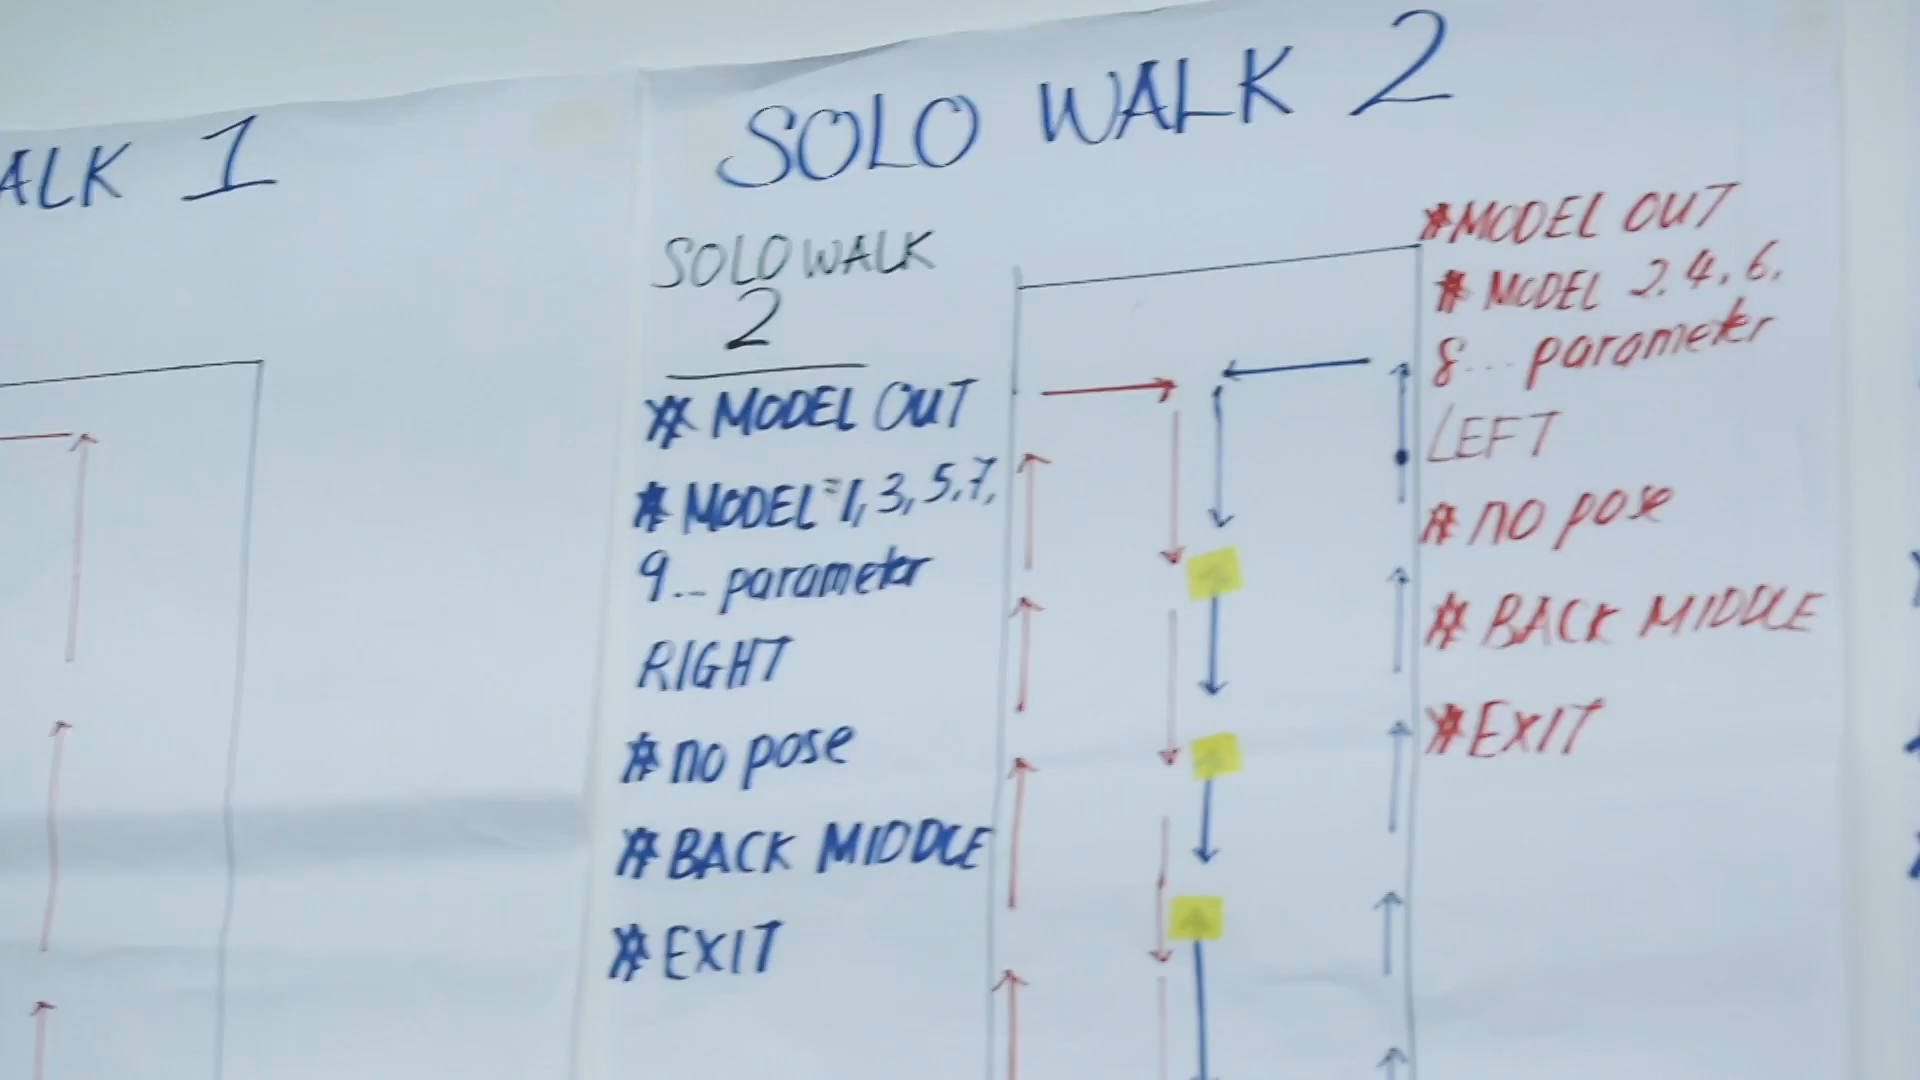 ALK 1
SOLO WALK 2
SOLO WALK
2
* MODEL OUT
* MODEL=1, 3, 5, 7,
9... parameter
RIGHT
* no pose
* BACK MIDDLE
* EXIT
*MODEL OUT
* MODEL 2, 4, 6,
8... parameter
LEFT
* no pose
* BACK MIDDLE
*EXIT